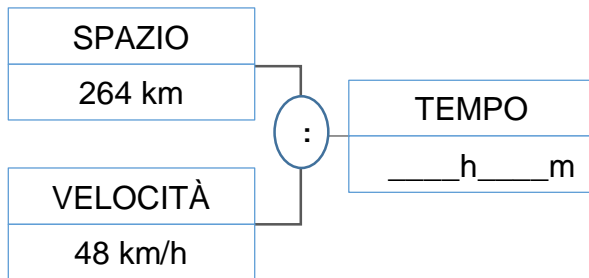 SPAZIO
264 km
:
TEMPO
____h____m
VELOCITÀ
48 km/h